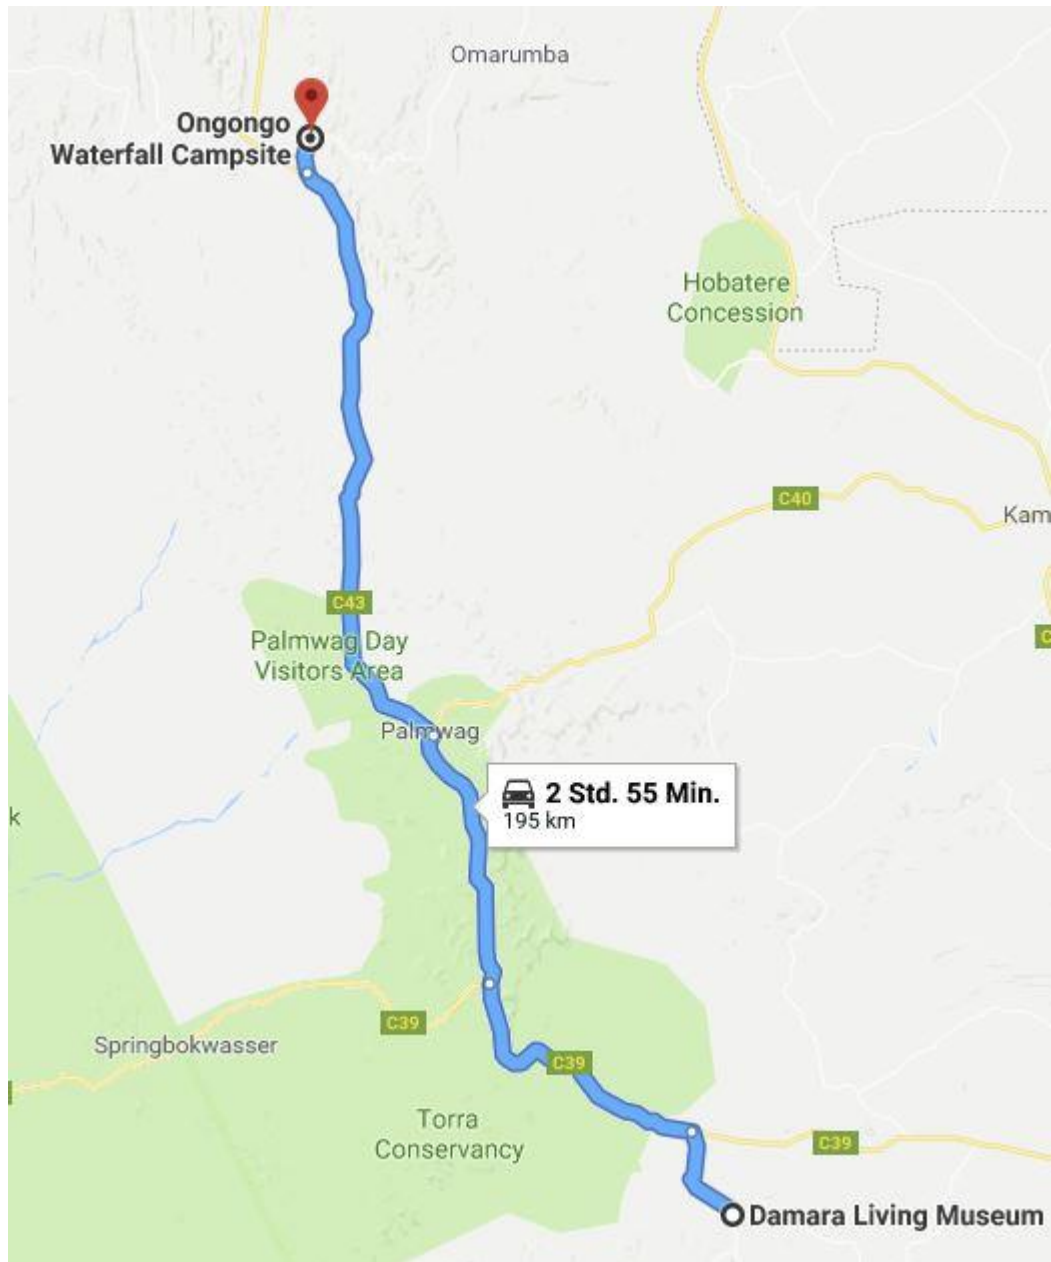 Omarumba
Ongongo
Waterfall Campsite
Hobatere
Concession
C40
Kam
C43
C
Palmwag Day
Visitors Area
Palmwag
2 Std. 55 Min.
195 km
k
C39
Springbokwasser
C39
Torra
Conservancy
C39
Damara Living Museum